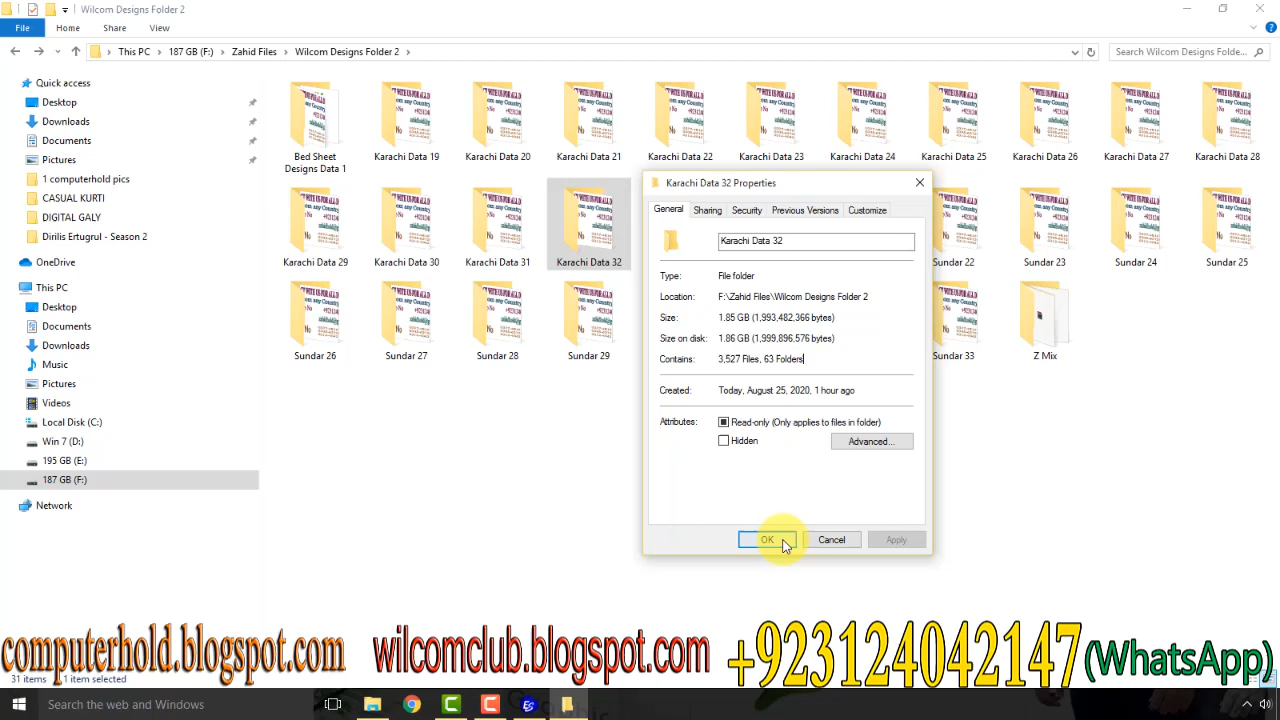 Wilcom Designs Folder 2
File Home Share View
This PC > 187 GB (F:) > Zahid Files > Wilcom Designs Folder 2 >
Search Wilcom Designs Folde...
Quick access
Desktop
Downloads
Documents
Pictures
1 computerhold pics
CASUAL KURTI
DIGITAL GALY
Dirilis Ertugrul - Season 2
OneDrive
This PC
Desktop
Documents
Downloads
Music
Pictures
Videos
Local Disk (C:)
Win 7 (D:)
195 GB (E:)
187 GB (F:)
Network
Bed Sheet
Designs Data 1
Karachi Data 19
Karachi Data 20
Karachi Data 21
Karachi Data 22
Karachi Data 23
Karachi Data 24
Karachi Data 25
Karachi Data 26
Karachi Data 27
Karachi Data 28
Karachi Data 29
Karachi Data 30
Karachi Data 31
Karachi Data 32
Sundar 22
Sundar 23
Sundar 24
Sundar 25
Sundar 26
Sundar 27
Sundar 28
Sundar 29
Sundar 33
Z Mix
Karachi Data 32 Properties
General Sharing Security Previous Versions Customize
Karachi Data 32
Type: File folder
Location: F:\Zahid Files\Wilcom Designs Folder 2
Size: 1.85 GB (1,993,482,366 bytes)
Size on disk: 1.86 GB (1,999,896,576 bytes)
Contains: 3,527 Files, 63 Folders
Created: Today, August 25, 2020, 1 hour ago
Attributes: Read-only (Only applies to files in folder)
Hidden Advanced...
OK Cancel Apply
computerhold.blogspot.com wilcomclub.blogspot.com +923124042147 (WhatsApp)
31 items 1 item selected
Search the web and Windows